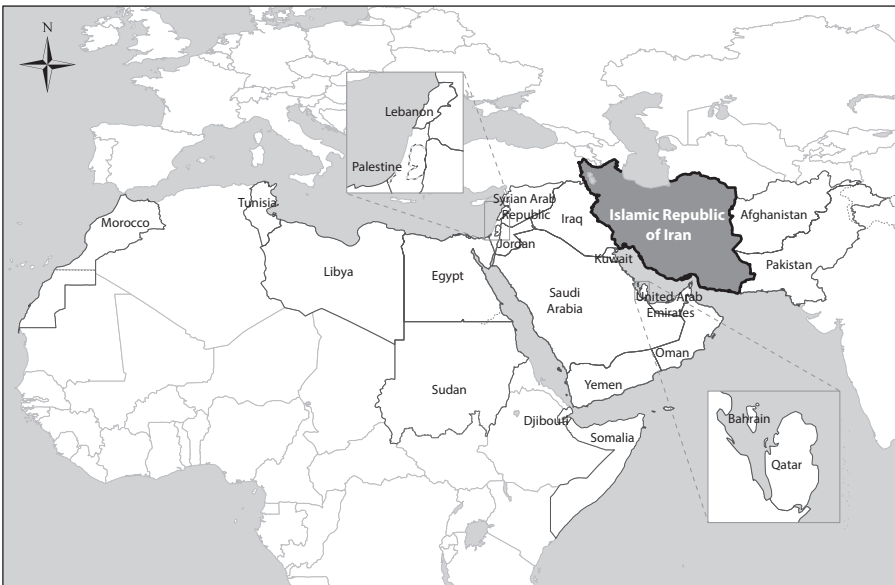 N
Lebanon
Palestine
Tunisia
Morocco
Syrian Arab
Republic
Iraq
Islamic Republic
of Iran
Afghanistan
Jordan
Kuwait
Pakistan
Libya
Egypt
Saudi
Arabia
United Arab
Emirates
Oman
Sudan
Yemen
Djibouti
Somalia
Bahrain
Qatar